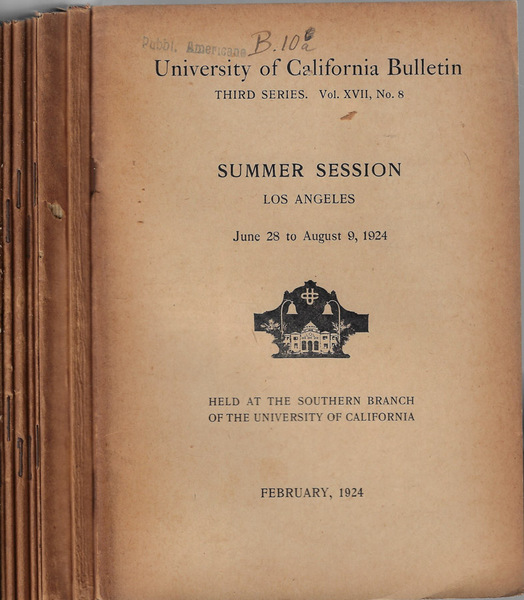 Pubbl. Americane B. 10a
University of California Bulletin
THIRD SERIES. Vol. XVII, No. 8
SUMMER SESSION
LOS ANGELES
June 28 to August 9, 1924
HELD AT THE SOUTHERN BRANCH
OF THE UNIVERSITY OF CALIFORNIA
FEBRUARY, 1924